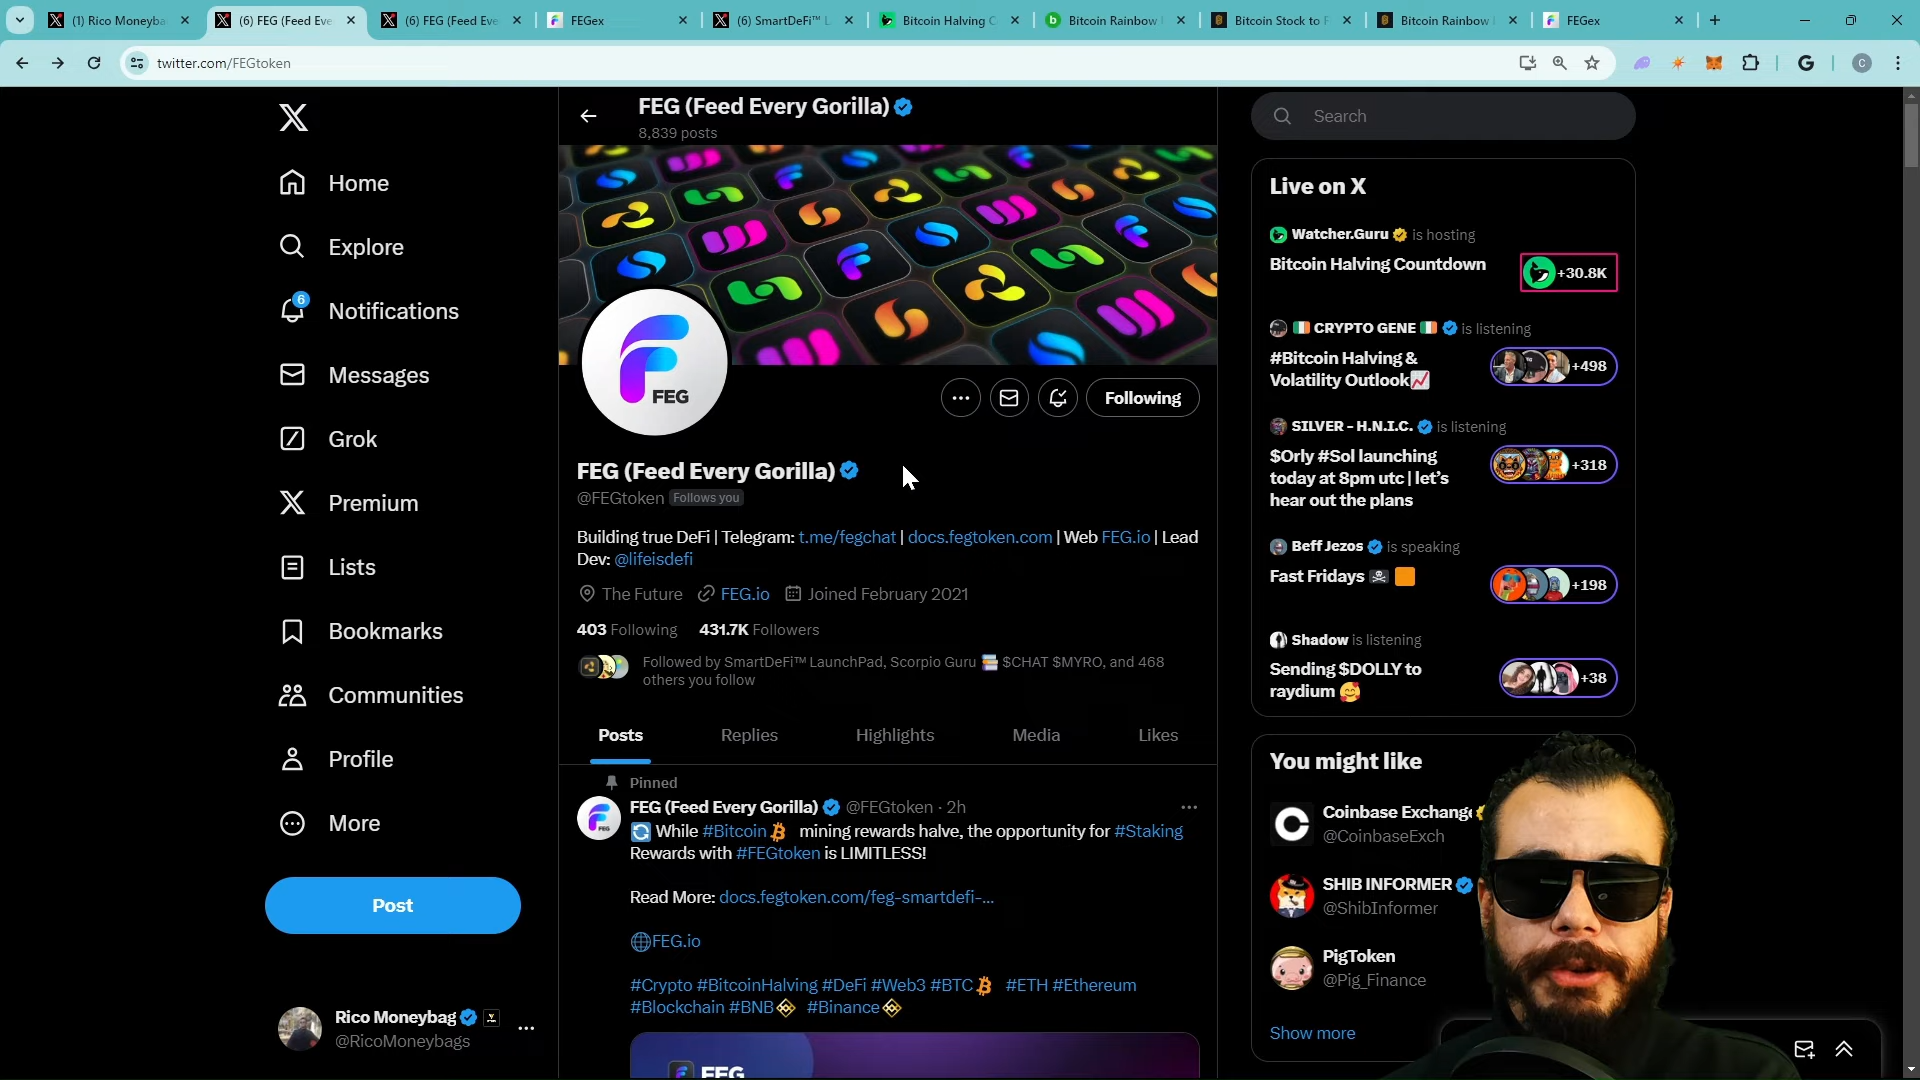 (1) Rico Moneyba
(6) FEG (Feed Eve
(6) FEG (Feed Eve
FEGex
(6) SmartDeFi™ L
Bitcoin Halving C
Bitcoin Rainbow
Bitcoin Stock to F
Bitcoin Rainbow
FEGex
twitter.com/FEGtoken
G
C
Home
Explore
6
Notifications
Messages
Grok
Premium
Lists
Bookmarks
Communities
Profile
More
Post
Rico Moneybag
@RicoMoneybags
FEG (Feed Every Gorilla)
8,839 posts
FEG
Following
FEG (Feed Every Gorilla)
@FEGtoken Follows you
Building true DeFi | Telegram: t.me/fegchat | docs.fegtoken.com | Web FEG.io | Lead
Dev: @lifeisdefi
The Future FEG.io Joined February 2021
403 Following 431.7K Followers
Followed by SmartDeFi™ LaunchPad, Scorpio Guru 📚 $CHAT $MYRO, and 468
others you follow
Posts Replies Highlights Media Likes
Pinned
FEG (Feed Every Gorilla) @FEGtoken · 2h
🔄 While #Bitcoin mining rewards halve, the opportunity for #Staking
Rewards with #FEGtoken is LIMITLESS!
Read More: docs.fegtoken.com/feg-smartdefi-...
🌐FEG.io
#Crypto #BitcoinHalving #DeFi #Web3 #BTC #ETH #Ethereum
#Blockchain #BNB #Binance
FEG
Search
Live on X
Watcher.Guru is hosting
Bitcoin Halving Countdown
+30.8K
🇮🇪 CRYPTO GENE 🇮🇪 is listening
#Bitcoin Halving &
Volatility Outlook📈
+498
SILVER - H.N.I.C. is listening
$Orly #Sol launching
today at 8pm utc | let's
hear out the plans
+318
Beff Jezos is speaking
Fast Fridays ☠️ 🟧
+198
Shadow is listening
Sending $DOLLY to
raydium 🥰
+38
You might like
Coinbase Exchange
@CoinbaseExch
SHIB INFORMER
@ShibInformer
PigToken
@Pig_Finance
Show more